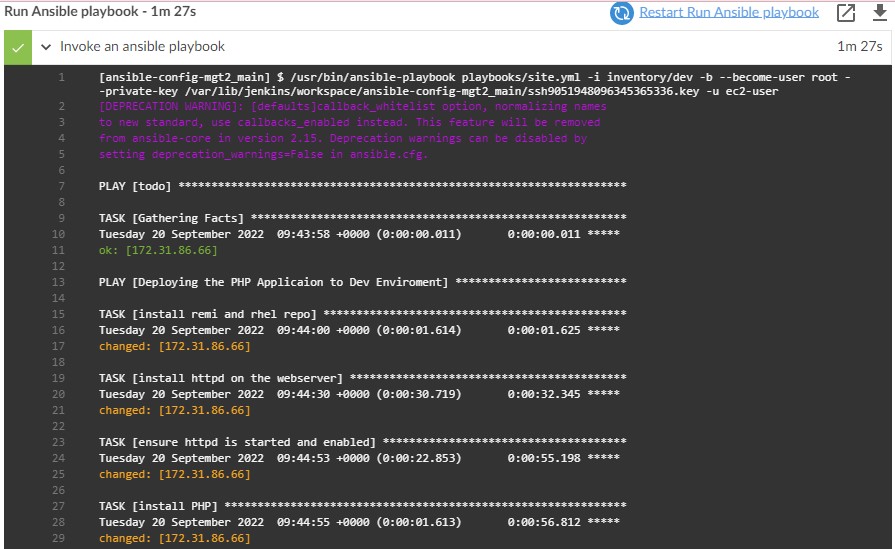 Run Ansible playbook - 1m 27s Restart Run Ansible playbook
Invoke an ansible playbook 1m 27s
1 [ansible-config-mgt2_main] $ /usr/bin/ansible-playbook playbooks/site.yml -i inventory/dev -b --become-user root -
-private-key /var/lib/jenkins/workspace/ansible-config-mgt2_main/ssh9051948096345365336.key -u ec2-user
2 [DEPRECATION WARNING]: [defaults]callback_whitelist option, normalizing names
3 to new standard, use callbacks_enabled instead. This feature will be removed
4 from ansible-core in version 2.15. Deprecation warnings can be disabled by
5 setting deprecation_warnings=False in ansible.cfg.
6
7 PLAY [todo] ********************************************************************
8
9 TASK [Gathering Facts] *********************************************************
10 Tuesday 20 September 2022  09:43:58 +0000 (0:00:00.011)       0:00:00.011 *****
11 ok: [172.31.86.66]
12
13 PLAY [Deploying the PHP Applicaion to Dev Enviroment] **************************
14
15 TASK [install remi and rhel repo] **********************************************
16 Tuesday 20 September 2022  09:44:00 +0000 (0:00:01.614)       0:00:01.625 *****
17 changed: [172.31.86.66]
18
19 TASK [install httpd on the webserver] ******************************************
20 Tuesday 20 September 2022  09:44:30 +0000 (0:00:30.719)       0:00:32.345 *****
21 changed: [172.31.86.66]
22
23 TASK [ensure httpd is started and enabled] *************************************
24 Tuesday 20 September 2022  09:44:53 +0000 (0:00:22.853)       0:00:55.198 *****
25 changed: [172.31.86.66]
26
27 TASK [install PHP] *************************************************************
28 Tuesday 20 September 2022  09:44:55 +0000 (0:00:01.613)       0:00:56.812 *****
29 changed: [172.31.86.66]